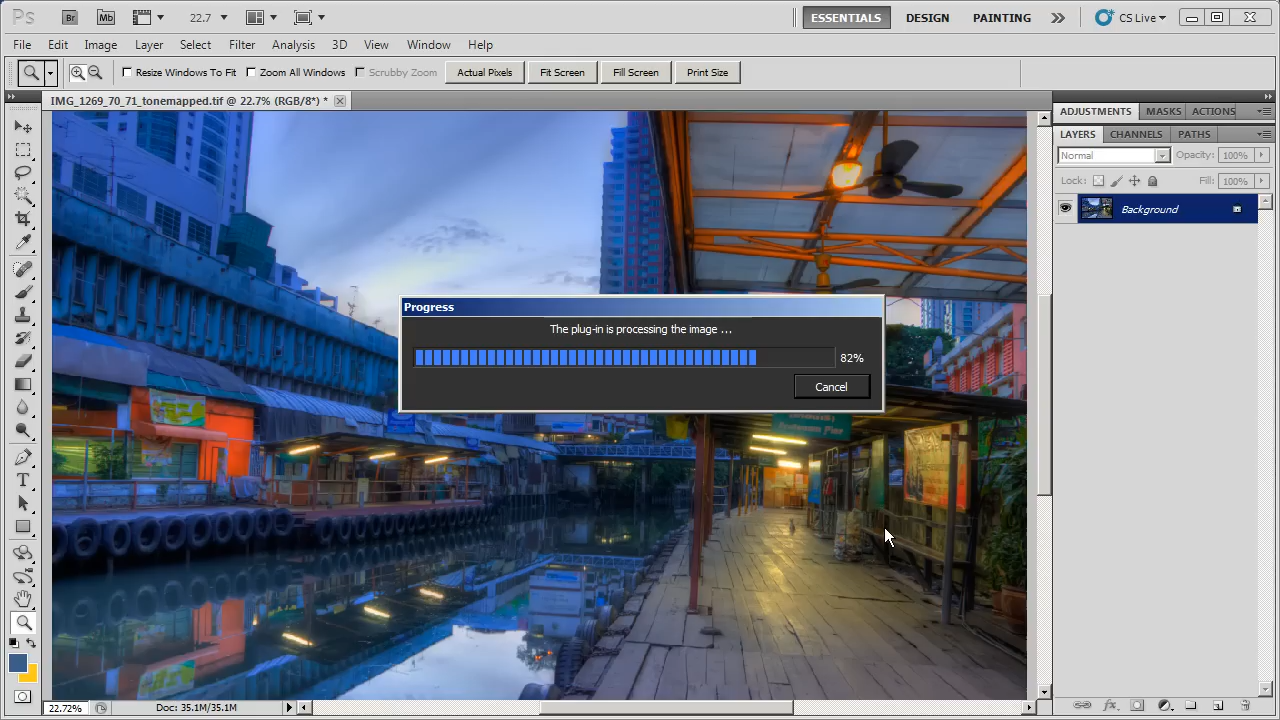 Ps Br Mb 22.7 ESSENTIALS DESIGN PAINTING CS Live
File Edit Image Layer Select Filter Analysis 3D View Window Help
Resize Windows To Fit Zoom All Windows Scrubby Zoom Actual Pixels Fit Screen Fill Screen Print Size
IMG_1269_70_71_tonemapped.tif @ 22.7% (RGB/8*) *
ADJUSTMENTS MASKS ACTIONS
LAYERS CHANNELS PATHS
Normal Opacity: 100%
Lock: Fill: 100%
Background
Progress
The plug-in is processing the image ...
82%
Cancel
22.72% Doc: 35.1M/35.1M